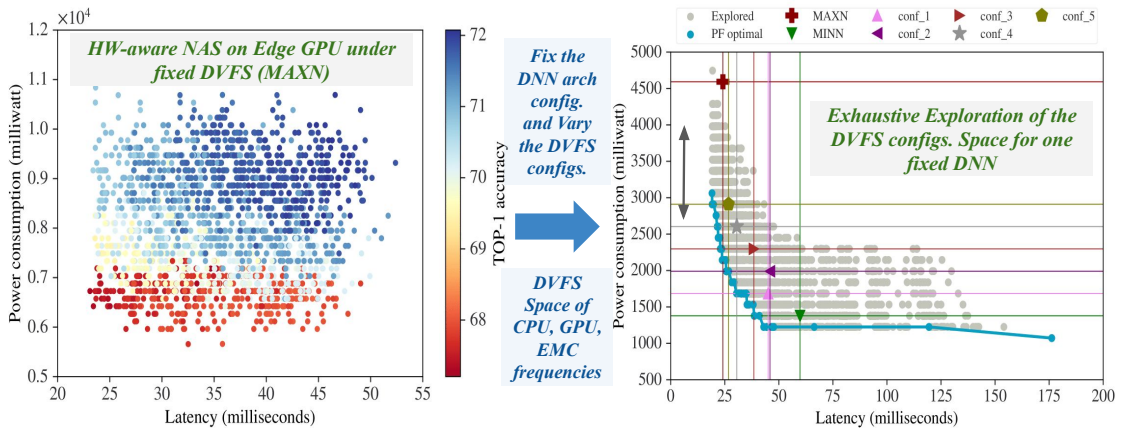 1e4
HW-aware NAS on Edge GPU under
fixed DVFS (MAXN)
Power consumption (milliwatt)
1.2
1.1
1.0
0.9
0.8
0.7
0.6
0.5
20 25 30 35 40 45 50 55
Latency (milliseconds)
72
71
70
69
68
TOP-1 accuracy
Fix the
DNN arch
config.
and Vary
the DVFS
configs.
DVFS
Space of
CPU, GPU,
EMC
frequencies
Explored MAXN conf_1 conf_3 conf_5
PF optimal MINN conf_2 conf_4
Exhaustive Exploration of the
DVFS configs. Space for one
fixed DNN
Power consumption (milliwatt)
5000
4500
4000
3500
3000
2500
2000
1500
1000
500
0 25 50 75 100 125 150 175 200
Latency (milliseconds)